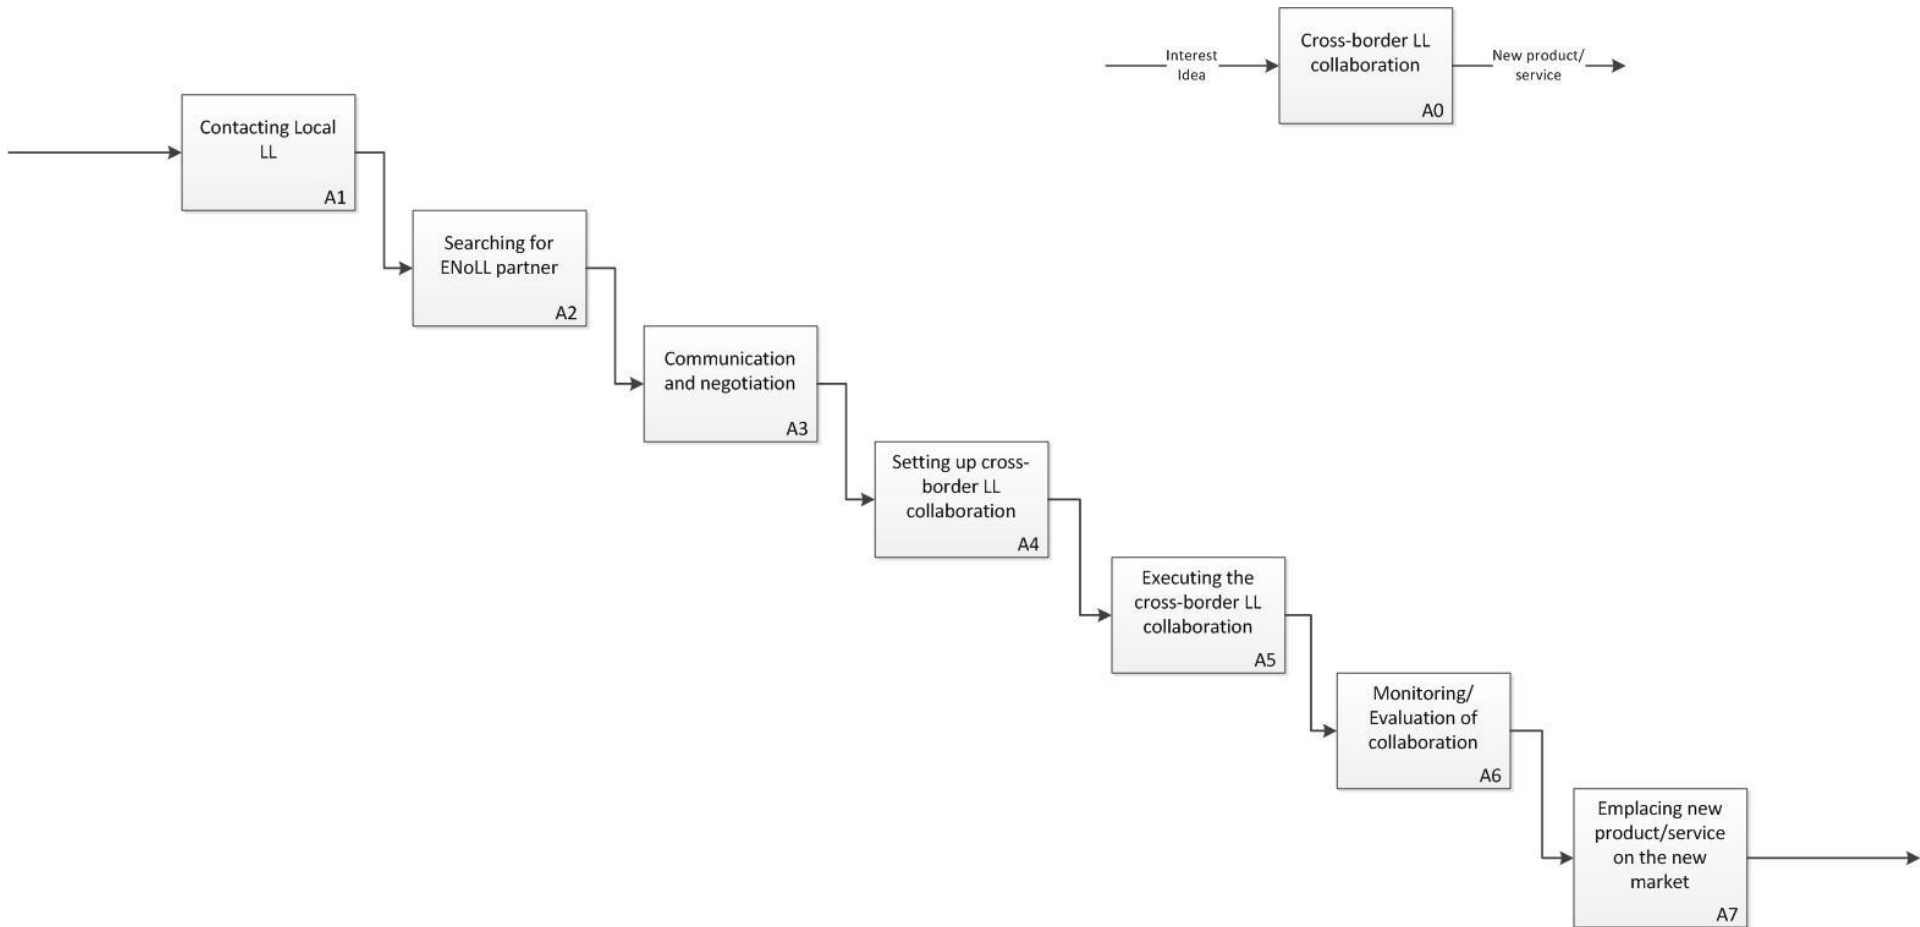 Interest
Idea
Cross-border LL
collaboration
A0
New product/
service
Contacting Local
LL
A1
Searching for
ENoLL partner
A2
Communication
and negotiation
A3
Setting up cross-
border LL
collaboration
A4
Executing the
cross-border LL
collaboration
A5
Monitoring/
Evaluation of
collaboration
A6
Emplacing new
product/service
on the new
market
A7